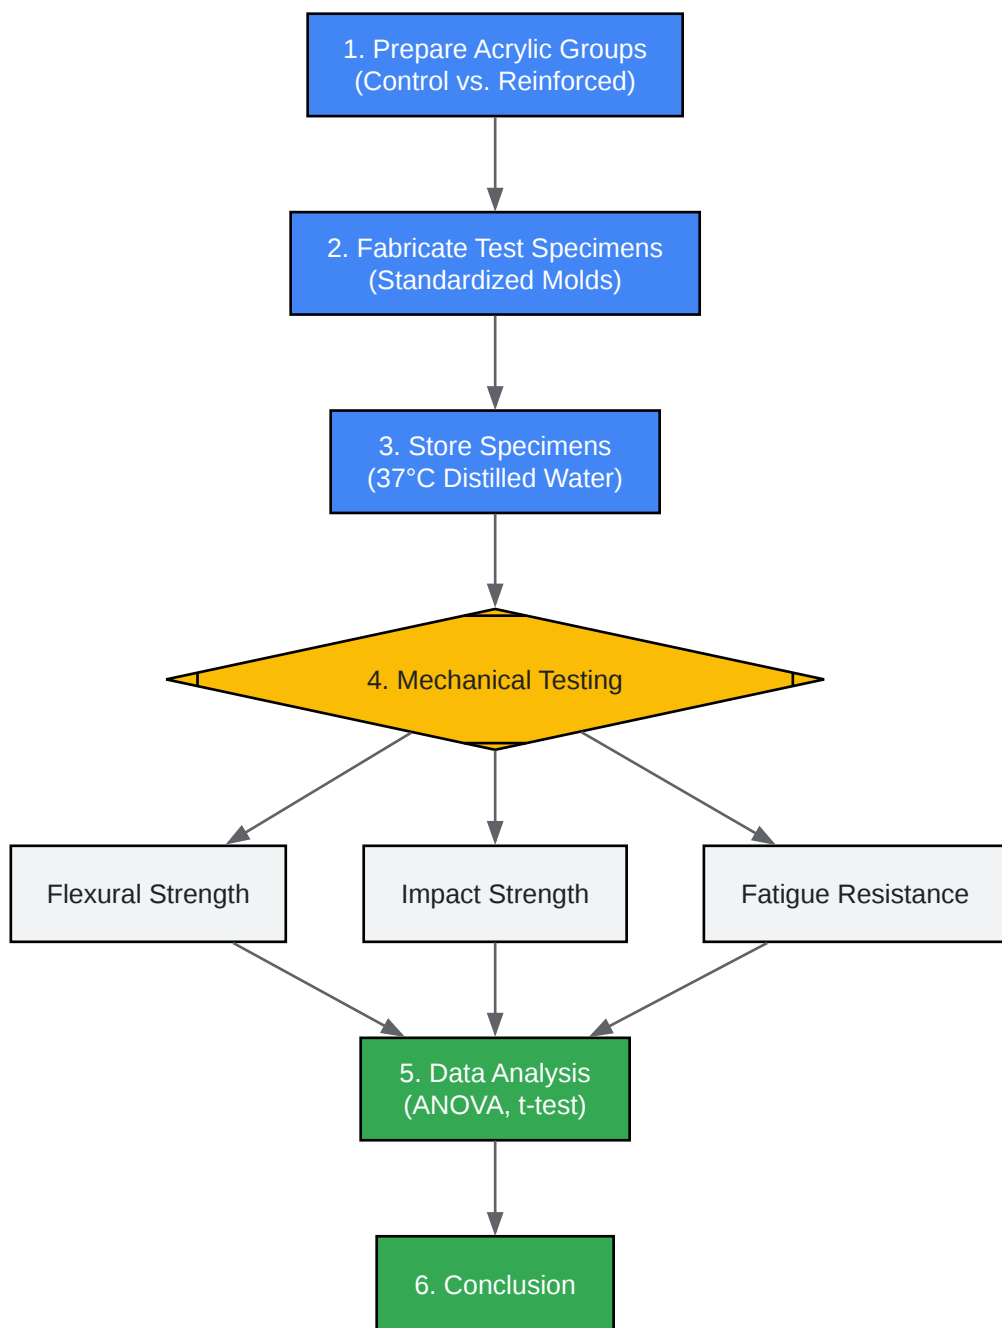 1. Prepare Acrylic Groups
(Control vs. Reinforced)
2. Fabricate Test Specimens
(Standardized Molds)
3. Store Specimens
(37°C Distilled Water)
4. Mechanical Testing
Flexural Strength
Impact Strength
Fatigue Resistance
5. Data Analysis
(ANOVA, t-test)
6. Conclusion